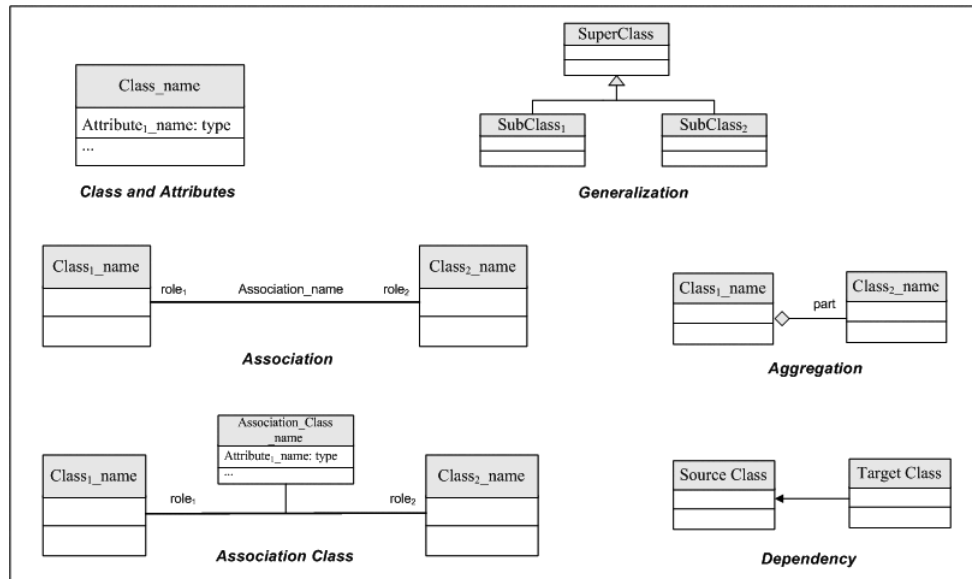 Class_name
Attribute₁_name: type
...
Class and Attributes
SuperClass
SubClass₁
SubClass₂
Generalization
Class₁_name
role₁
Association_name
role₂
Class₂_name
Association
Class₁_name
part
Class₂_name
Aggregation
Class₁_name
role₁
Association_Class
_name
Attribute₁_name: type
...
role₂
Class₂_name
Association Class
Source Class
Target Class
Dependency